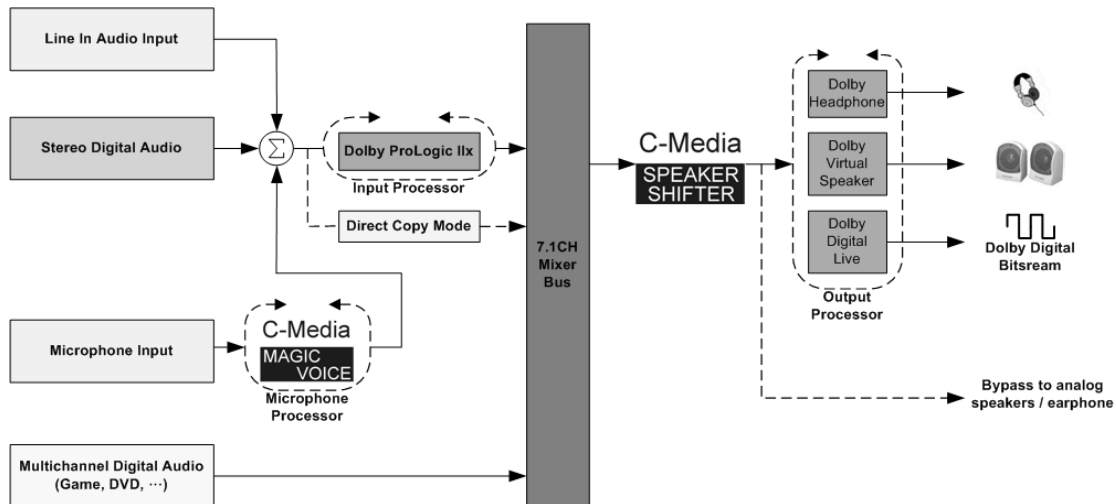 Line In Audio Input
Stereo Digital Audio
Σ
Dolby ProLogic IIx
Input Processor
Direct Copy Mode
Microphone Input
C-Media
MAGIC
VOICE
Microphone
Processor
Multichannel Digital Audio
(Game, DVD, ···)
7.1CH
Mixer
Bus
C-Media
SPEAKER
SHIFTER
Dolby
Headphone
Dolby
Virtual
Speaker
Dolby
Digital
Live
Output
Processor
Dolby Digital
Bitsream
Bypass to analog
speakers / earphone